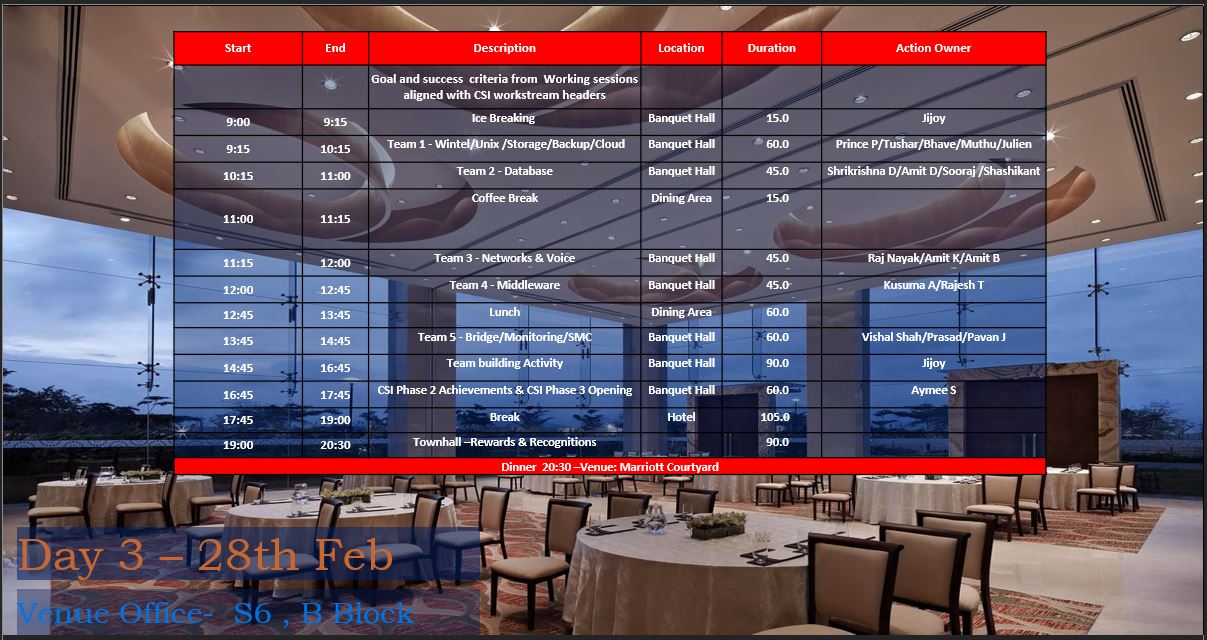 Start End Description Location Duration Action Owner
Goal and success criteria from Working sessions
aligned with CSI workstream headers
9:00 9:15 Ice Breaking Banquet Hall 15.0 Jijoy
9:15 10:15 Team 1 - Wintel/Unix /Storage/Backup/Cloud Banquet Hall 60.0 Prince P/Tushar/Bhave/Muthu/Julien
10:15 11:00 Team 2 - Database Banquet Hall 45.0 Shrikrishna D/Amit D/Sooraj /Shashikant
11:00 11:15 Coffee Break Dining Area 15.0
11:15 12:00 Team 3 - Networks & Voice Banquet Hall 45.0 Raj Nayak/Amit K/Amit B
12:00 12:45 Team 4 - Middleware Banquet Hall 45.0 Kusuma A/Rajesh T
12:45 13:45 Lunch Dining Area 60.0
13:45 14:45 Team 5 - Bridge/Monitoring/SMC Banquet Hall 60.0 Vishal Shah/Prasad/Pavan J
14:45 16:45 Team building Activity Banquet Hall 90.0 Jijoy
16:45 17:45 CSI Phase 2 Achievements & CSI Phase 3 Opening Banquet Hall 60.0 Aymee S
17:45 19:00 Break Hotel 105.0
19:00 20:30 Townhall –Rewards & Recognitions 90.0
Dinner 20:30 –Venue: Marriott Courtyard
Day 3 – 28th Feb
Venue Office- S6 , B Block